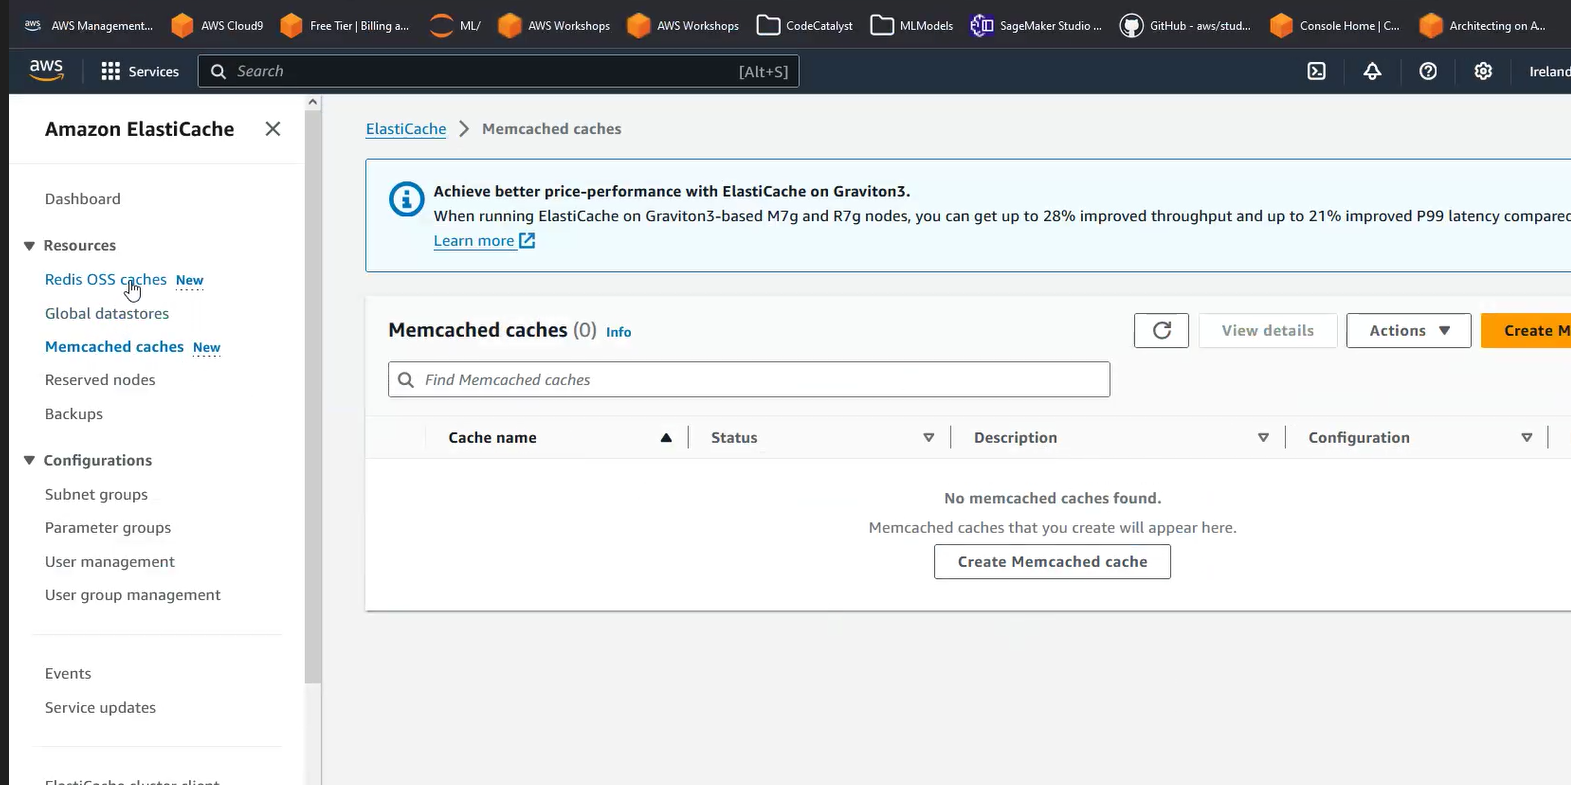 aws AWS Management... AWS Cloud9 Free Tier | Billing a... ML/ AWS Workshops AWS Workshops CodeCatalyst MLModels SageMaker Studio ... GitHub - aws/stud... Console Home | C... Architecting on A...
aws Services Search [Alt+S] Ireland
Amazon ElastiCache
Dashboard
Resources
Redis OSS caches New
Global datastores
Memcached caches New
Reserved nodes
Backups
Configurations
Subnet groups
Parameter groups
User management
User group management
Events
Service updates
ElastiCache cluster client
ElastiCache > Memcached caches
Achieve better price-performance with ElastiCache on Graviton3.
When running ElastiCache on Graviton3-based M7g and R7g nodes, you can get up to 28% improved throughput and up to 21% improved P99 latency compared
Learn more
Memcached caches (0) Info View details Actions Create M
Find Memcached caches
Cache name Status Description Configuration
No memcached caches found.
Memcached caches that you create will appear here.
Create Memcached cache